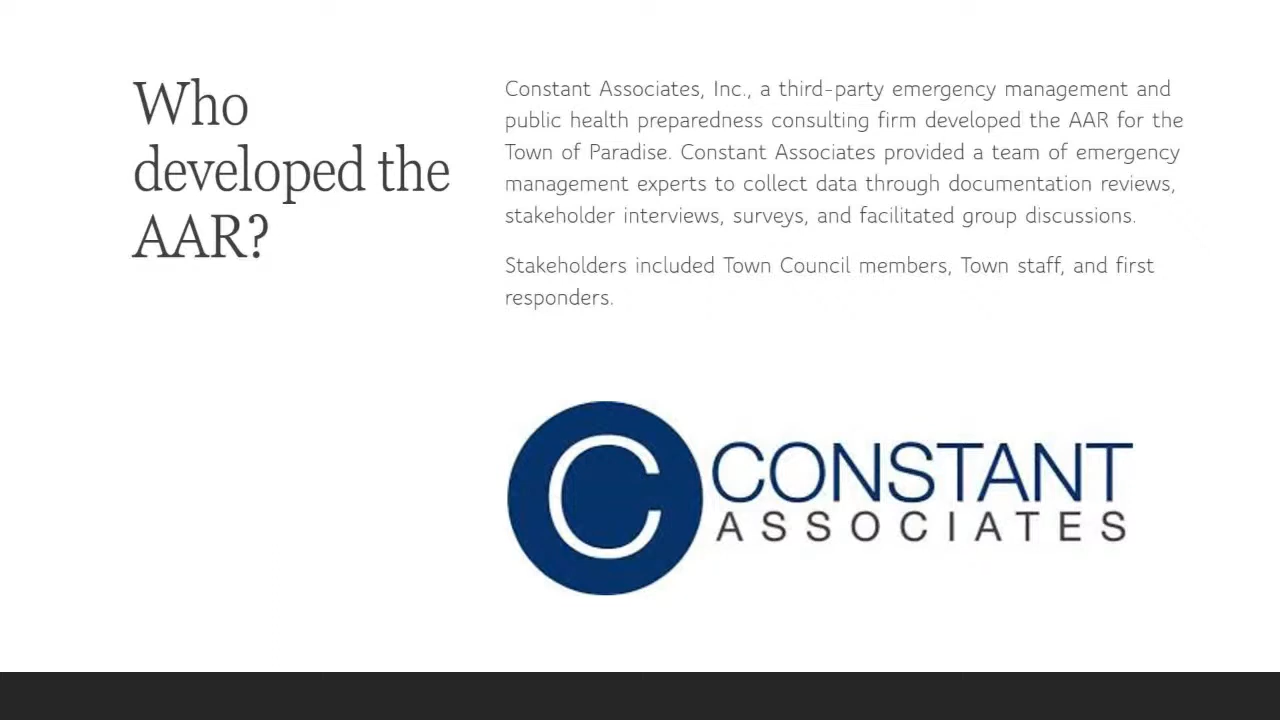 Who
developed the
AAR?
Constant Associates, Inc., a third-party emergency management and
public health preparedness consulting firm developed the AAR for the
Town of Paradise. Constant Associates provided a team of emergency
management experts to collect data through documentation reviews,
stakeholder interviews, surveys, and facilitated group discussions.
Stakeholders included Town Council members, Town staff, and first
responders.
C
CONSTANT
ASSOCIATES